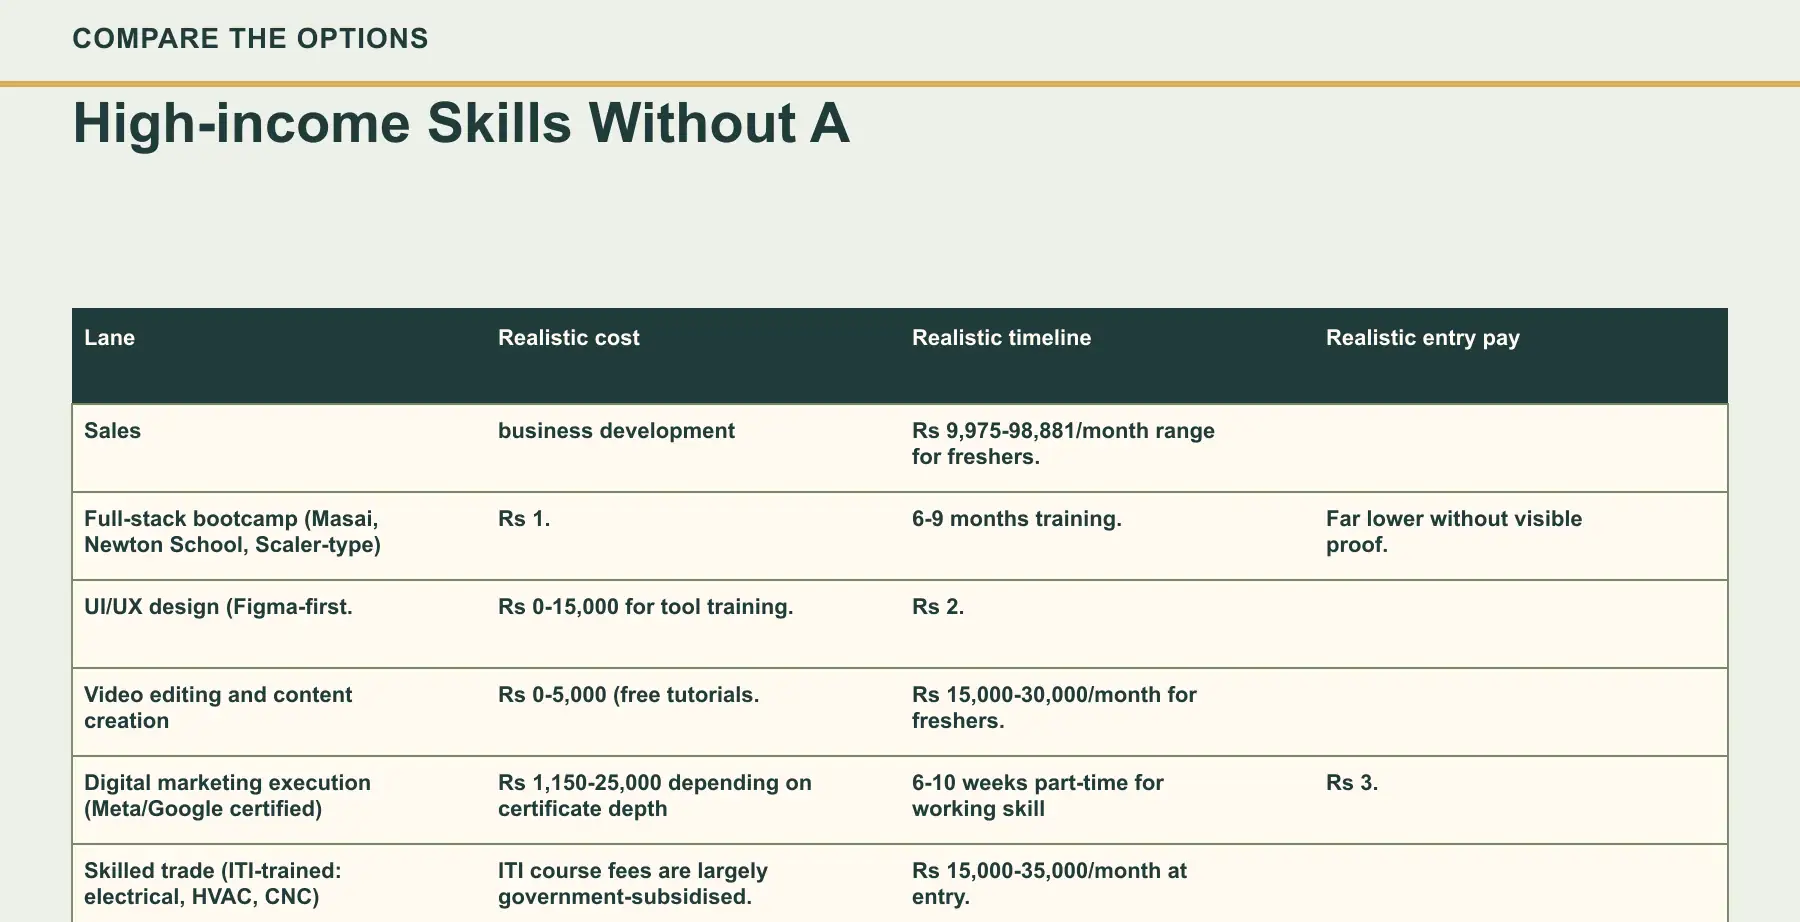 COMPARE THE OPTIONS
High-income Skills Without A
Lane Realistic cost Realistic timeline Realistic entry pay
Sales business development Rs 9,975-98,881/month range
for freshers.
Full-stack bootcamp (Masai, Rs 1. 6-9 months training. Far lower without visible
Newton School, Scaler-type) proof.
UI/UX design (Figma-first. Rs 0-15,000 for tool training. Rs 2.
Video editing and content Rs 0-5,000 (free tutorials. Rs 15,000-30,000/month for
creation freshers.
Digital marketing execution Rs 1,150-25,000 depending on 6-10 weeks part-time for Rs 3.
(Meta/Google certified) certificate depth working skill
Skilled trade (ITI-trained: ITI course fees are largely Rs 15,000-35,000/month at
electrical, HVAC, CNC) government-subsidised. entry.